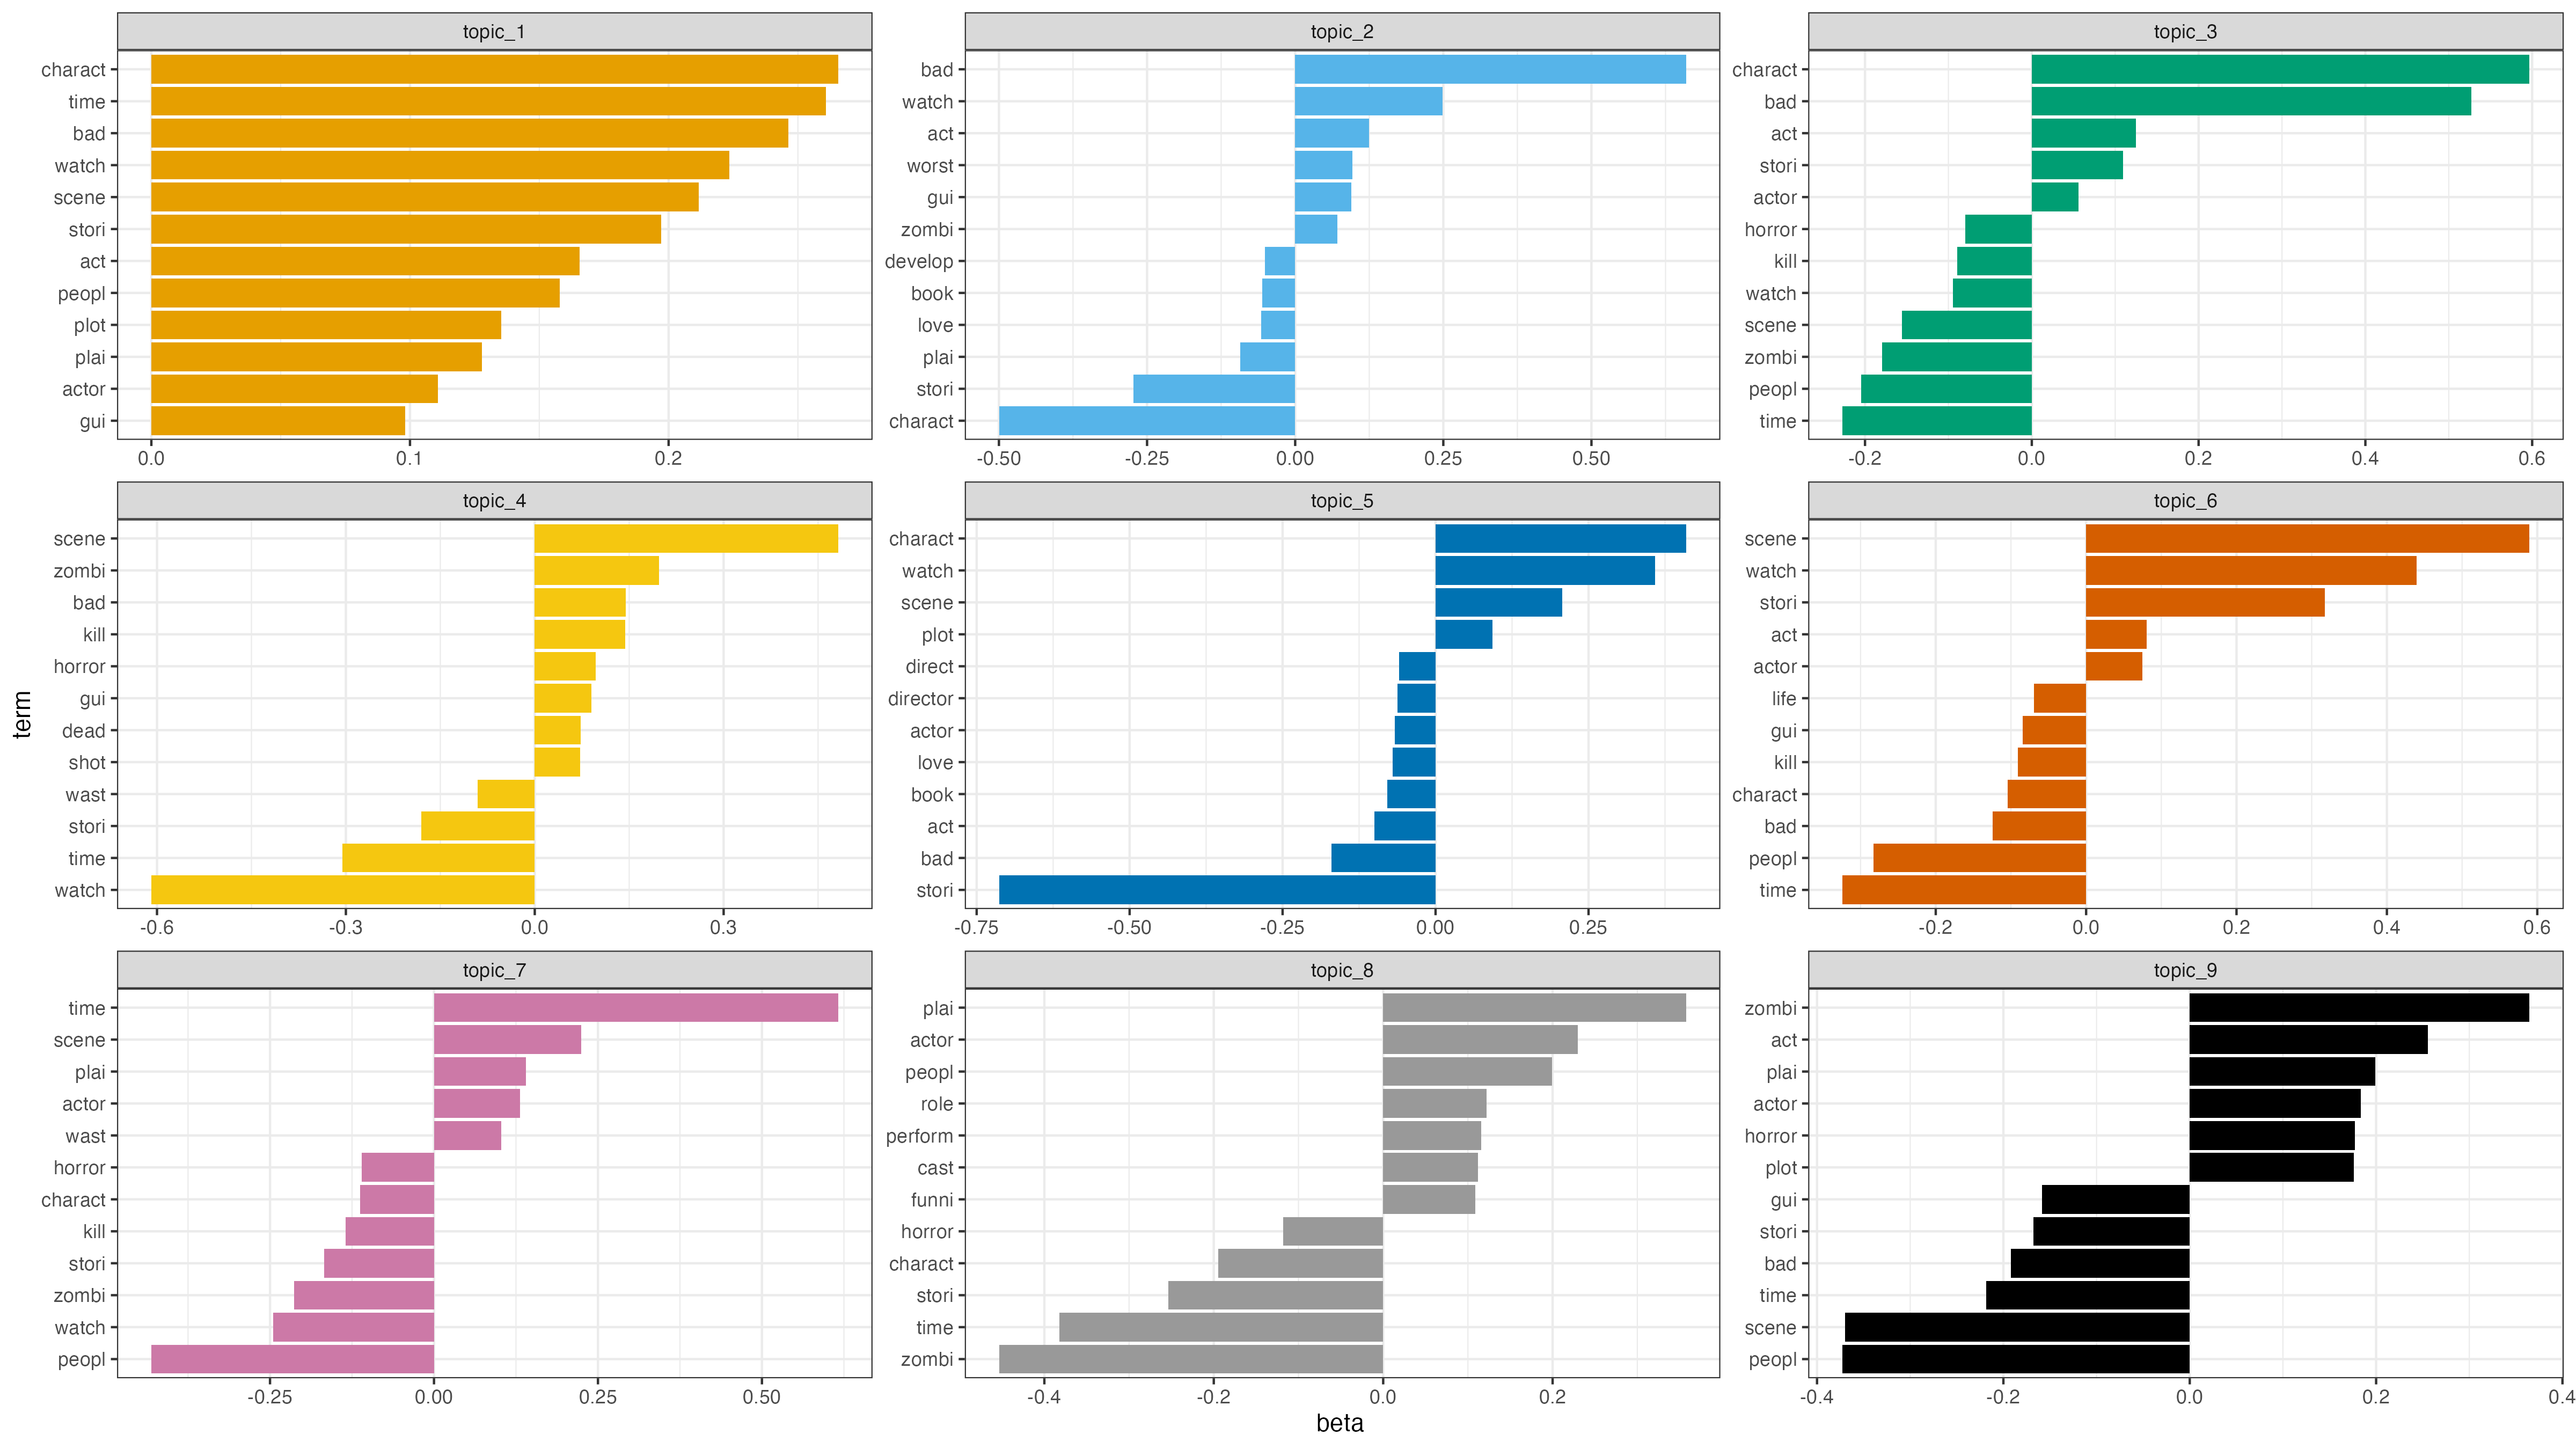 topic_1
charact
time
bad
watch
scene
stori
act
peopl
plot
plai
actor
gui
0.0 0.1 0.2
topic_2
bad
watch
act
worst
gui
zombi
develop
book
love
plai
stori
charact
-0.50 -0.25 0.00 0.25 0.50
topic_3
charact
bad
act
stori
actor
horror
kill
watch
scene
zombi
peopl
time
-0.2 0.0 0.2 0.4 0.6
term
topic_4
scene
zombi
bad
kill
horror
gui
dead
shot
wast
stori
time
watch
-0.6 -0.3 0.0 0.3
topic_5
charact
watch
scene
plot
direct
director
actor
love
book
act
bad
stori
-0.75 -0.50 -0.25 0.00 0.25
topic_6
scene
watch
stori
act
actor
life
gui
kill
charact
bad
peopl
time
-0.2 0.0 0.2 0.4 0.6
topic_7
time
scene
plai
actor
wast
horror
charact
kill
stori
zombi
watch
peopl
-0.25 0.00 0.25 0.50
topic_8
plai
actor
peopl
role
perform
cast
funni
horror
charact
stori
time
zombi
-0.4 -0.2 0.0 0.2
topic_9
zombi
act
plai
actor
horror
plot
gui
stori
bad
time
scene
peopl
-0.4 -0.2 0.0 0.2 0.4
beta